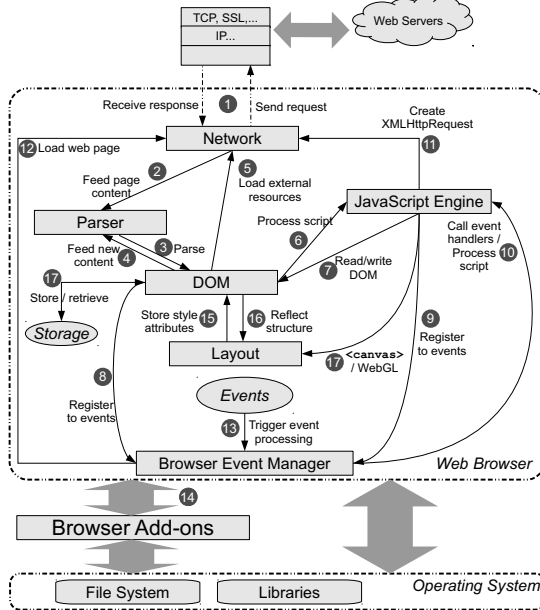 TCP, SSL,...
IP...
Web Servers
Receive response
1
Send request
Create
XMLHttpRequest
12 Load web page
Network
11
2
5
Feed page
content
Load external
resources
JavaScript Engine
Process script
Parser
6
Call event
handlers /
Process
script
10
3 Parse
Feed new
content
4
7
Read/write
DOM
17
DOM
Store / retrieve
Store style
attributes
15
16
Reflect
structure
9
Storage
Register
to events
Layout
17 <canvas>
/ WebGL
8
Register
to events
Events
13
Trigger event
processing
Browser Event Manager
Web Browser
14
Browser Add-ons
Operating System
File System
Libraries